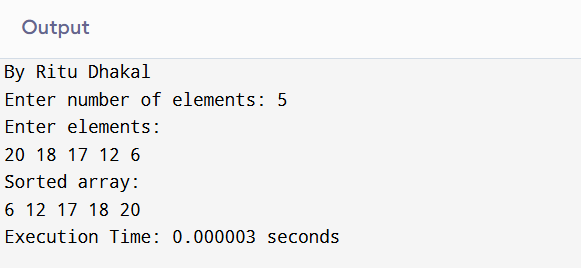 Output
By Ritu Dhakal
Enter number of elements: 5
Enter elements:
20 18 17 12 6
Sorted array:
6 12 17 18 20
Execution Time: 0.000003 seconds